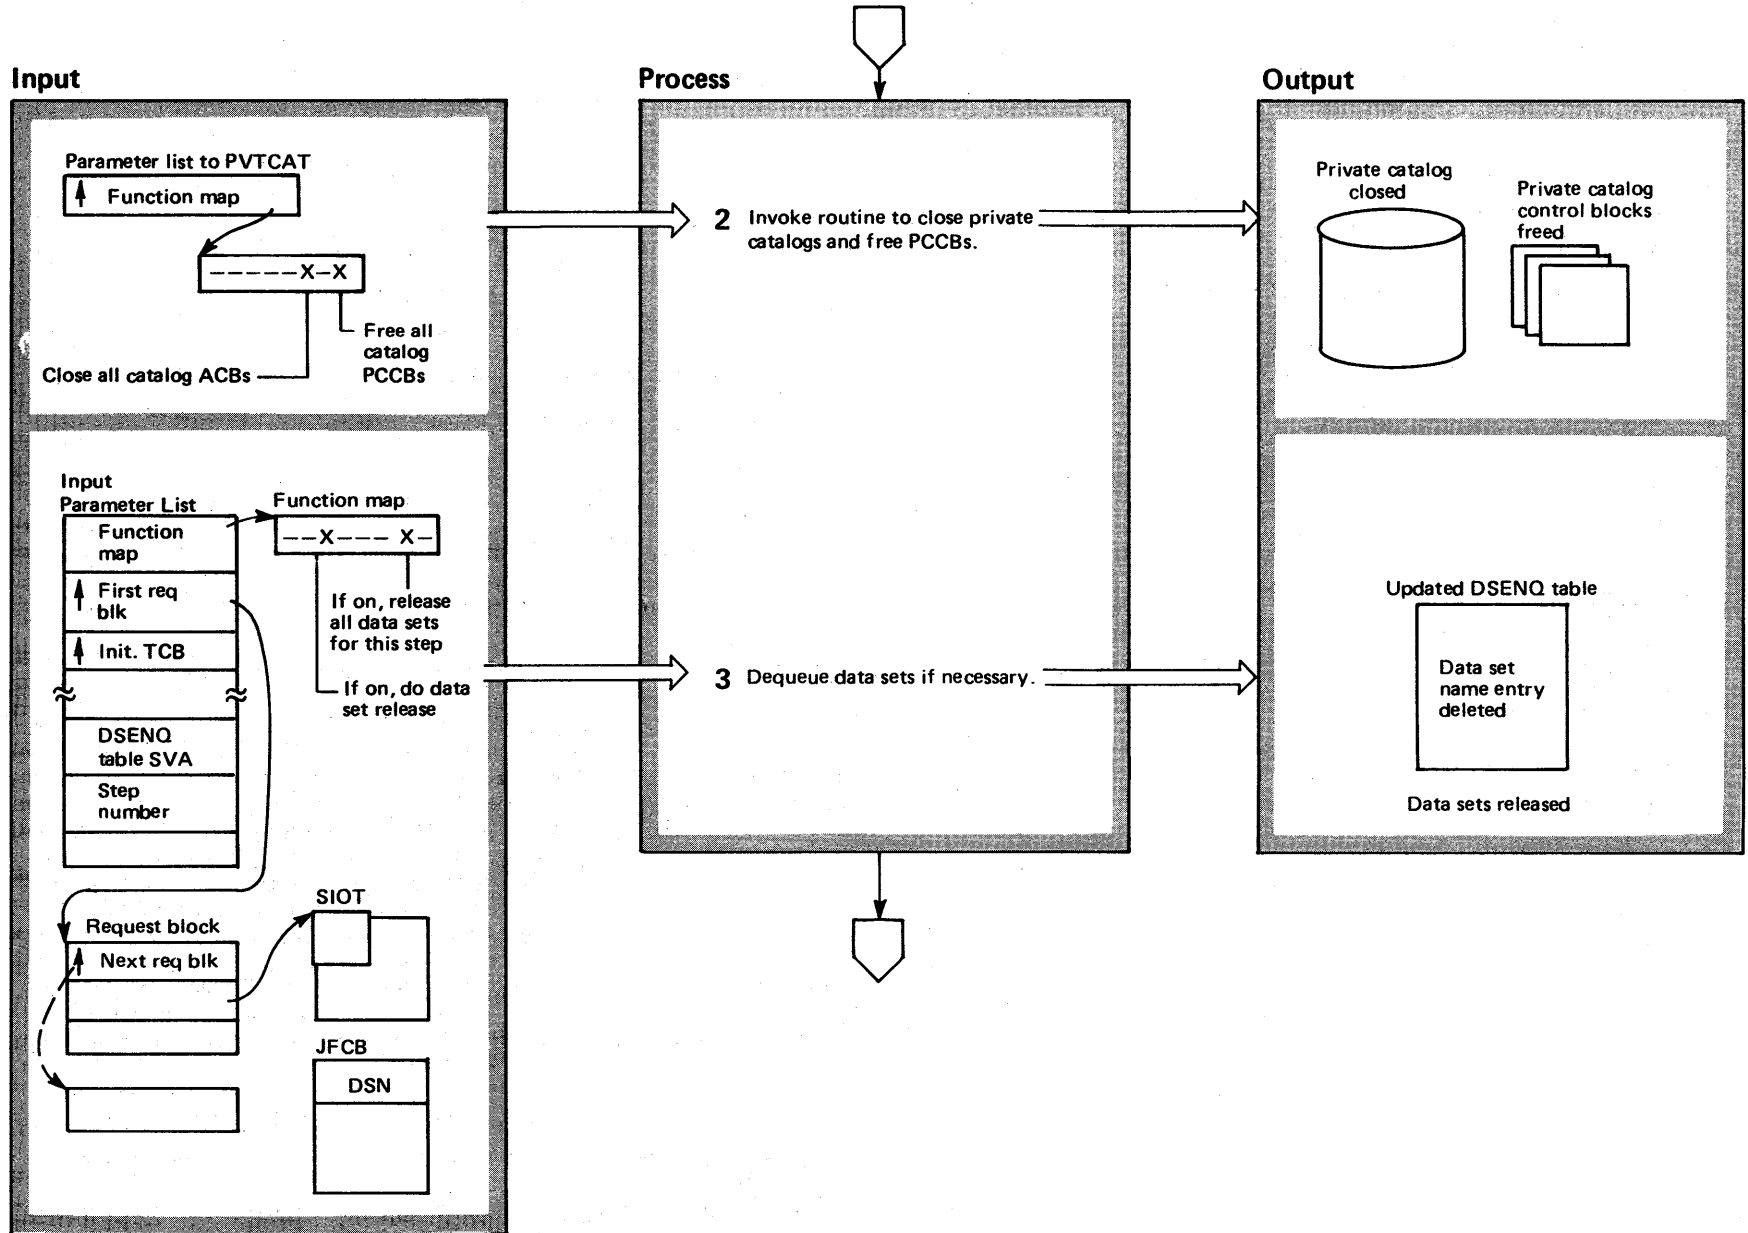 Input
Process
Output
Parameter list to PVTCAT
Function map
– – – – – X – X
Free all
catalog
PCCBs
Close all catalog ACBs
2 Invoke routine to close private
catalogs and free PCCBs.
Private catalog
closed
Private catalog
control blocks
freed
Input
Parameter List
Function
map
First req
blk
Init. TCB
DSENQ
table SVA
Step
number
Function map
– – X – – – X –
If on, release
all data sets
for this step
If on, do data
set release
3 Dequeue data sets if necessary.
Updated DSENQ table
Data set
name entry
deleted
Data sets released
Request block
Next req blk
SIOT
JFCB
DSN